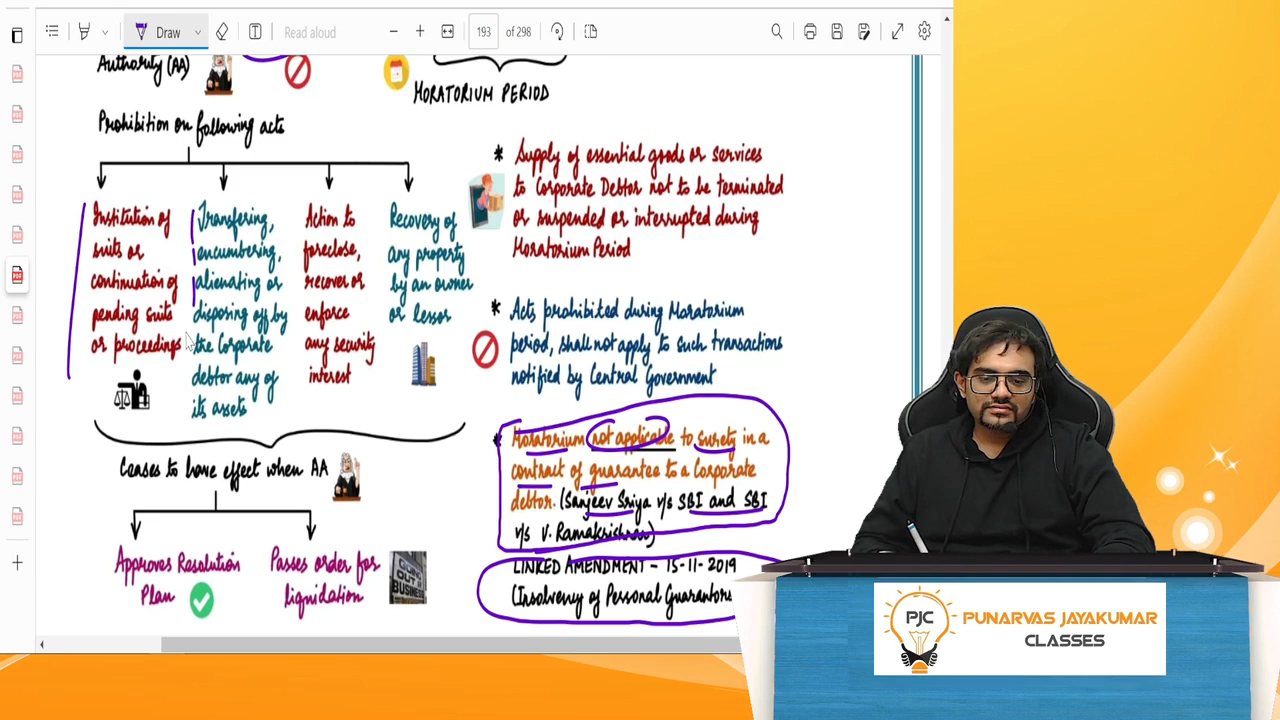 Draw
Read aloud
193
of 298
Authority (AA)
MORATORIUM PERIOD
Prohibition on following acts
Institution of
suits or
continuation of
pending suits
or proceedings
Transfering,
encumbering,
alienating or
disposing off by
the Corporate
debtor any of
its assets
Action to
foreclose,
recover or
enforce
any security
interest
Recovery of
any property
by an owner
or lessor
Ceases to have effect when AA
Approves Resolution
Plan
Passes order for
liquidation
* Supply of essential goods or services
to Corporate Debtor not to be terminated
or suspended or interrupted during
Moratorium Period
* Acts prohibited during Moratorium
period, shall not apply to such transactions
notified by Central Government
* Moratorium not applicable to surety in a
contract of guarantee to a Corporate
debtor. (Sanjeev Sriya v/s SBI and SBI
v/s V. Ramakrishnan)
LINKED AMENDMENT - 15-11-2019
(Insolvency of Personal Guarantors
PJC
PUNARVAS JAYAKUMAR
CLASSES